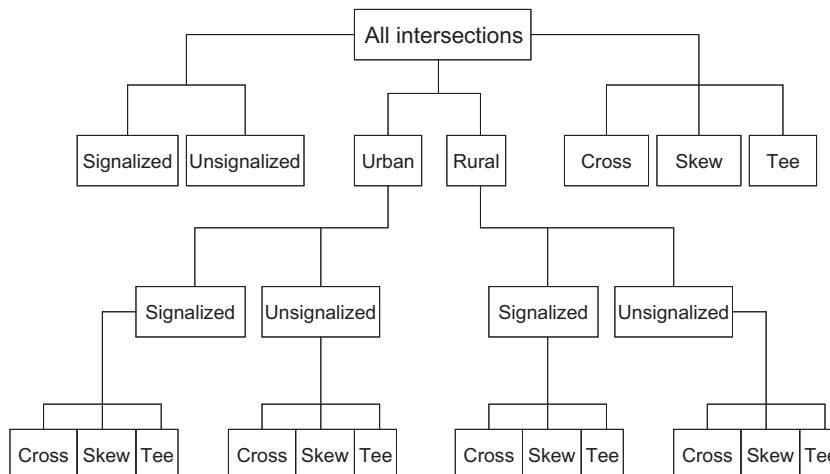 All intersections
Signalized Unsignalized Urban Rural Cross Skew Tee
Signalized Unsignalized Signalized Unsignalized
Cross Skew Tee Cross Skew Tee Cross Skew Tee Cross Skew Tee